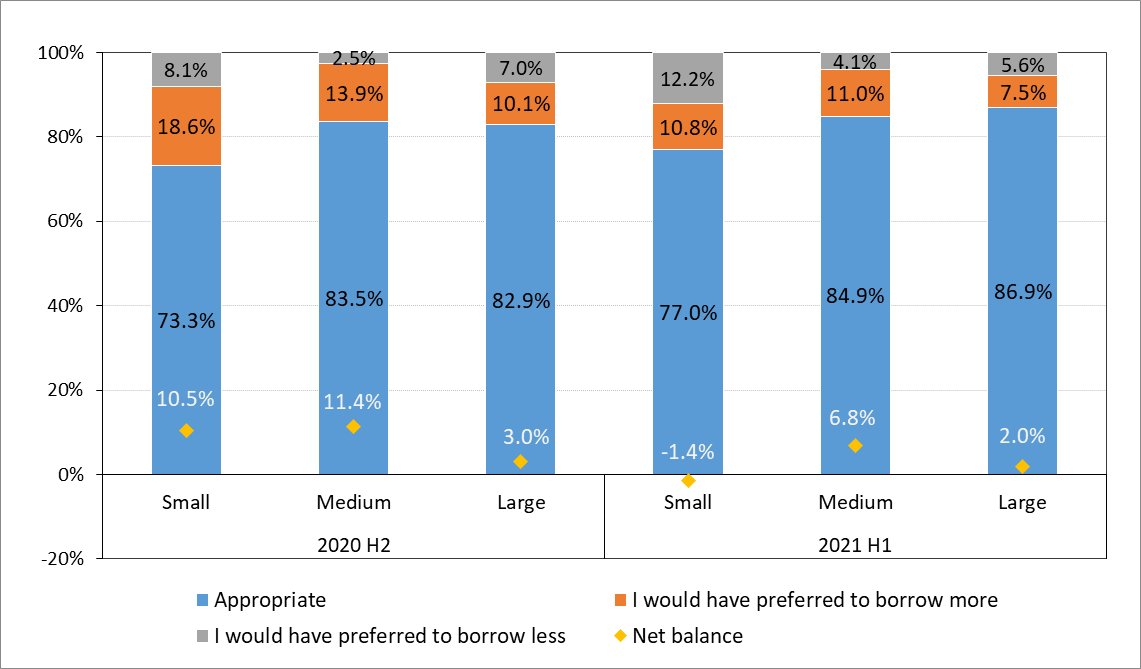 100%
80%
60%
40%
20%
0%
-20%
8.1% 2.5% 7.0% 12.2% 4.1% 5.6%
18.6% 13.9% 10.1% 10.8% 11.0% 7.5%
73.3% 83.5% 82.9% 77.0% 84.9% 86.9%
10.5% 11.4% 3.0% -1.4% 6.8% 2.0%
Small Medium Large Small Medium Large
2020 H2 2021 H1
Appropriate I would have preferred to borrow more
I would have preferred to borrow less Net balance